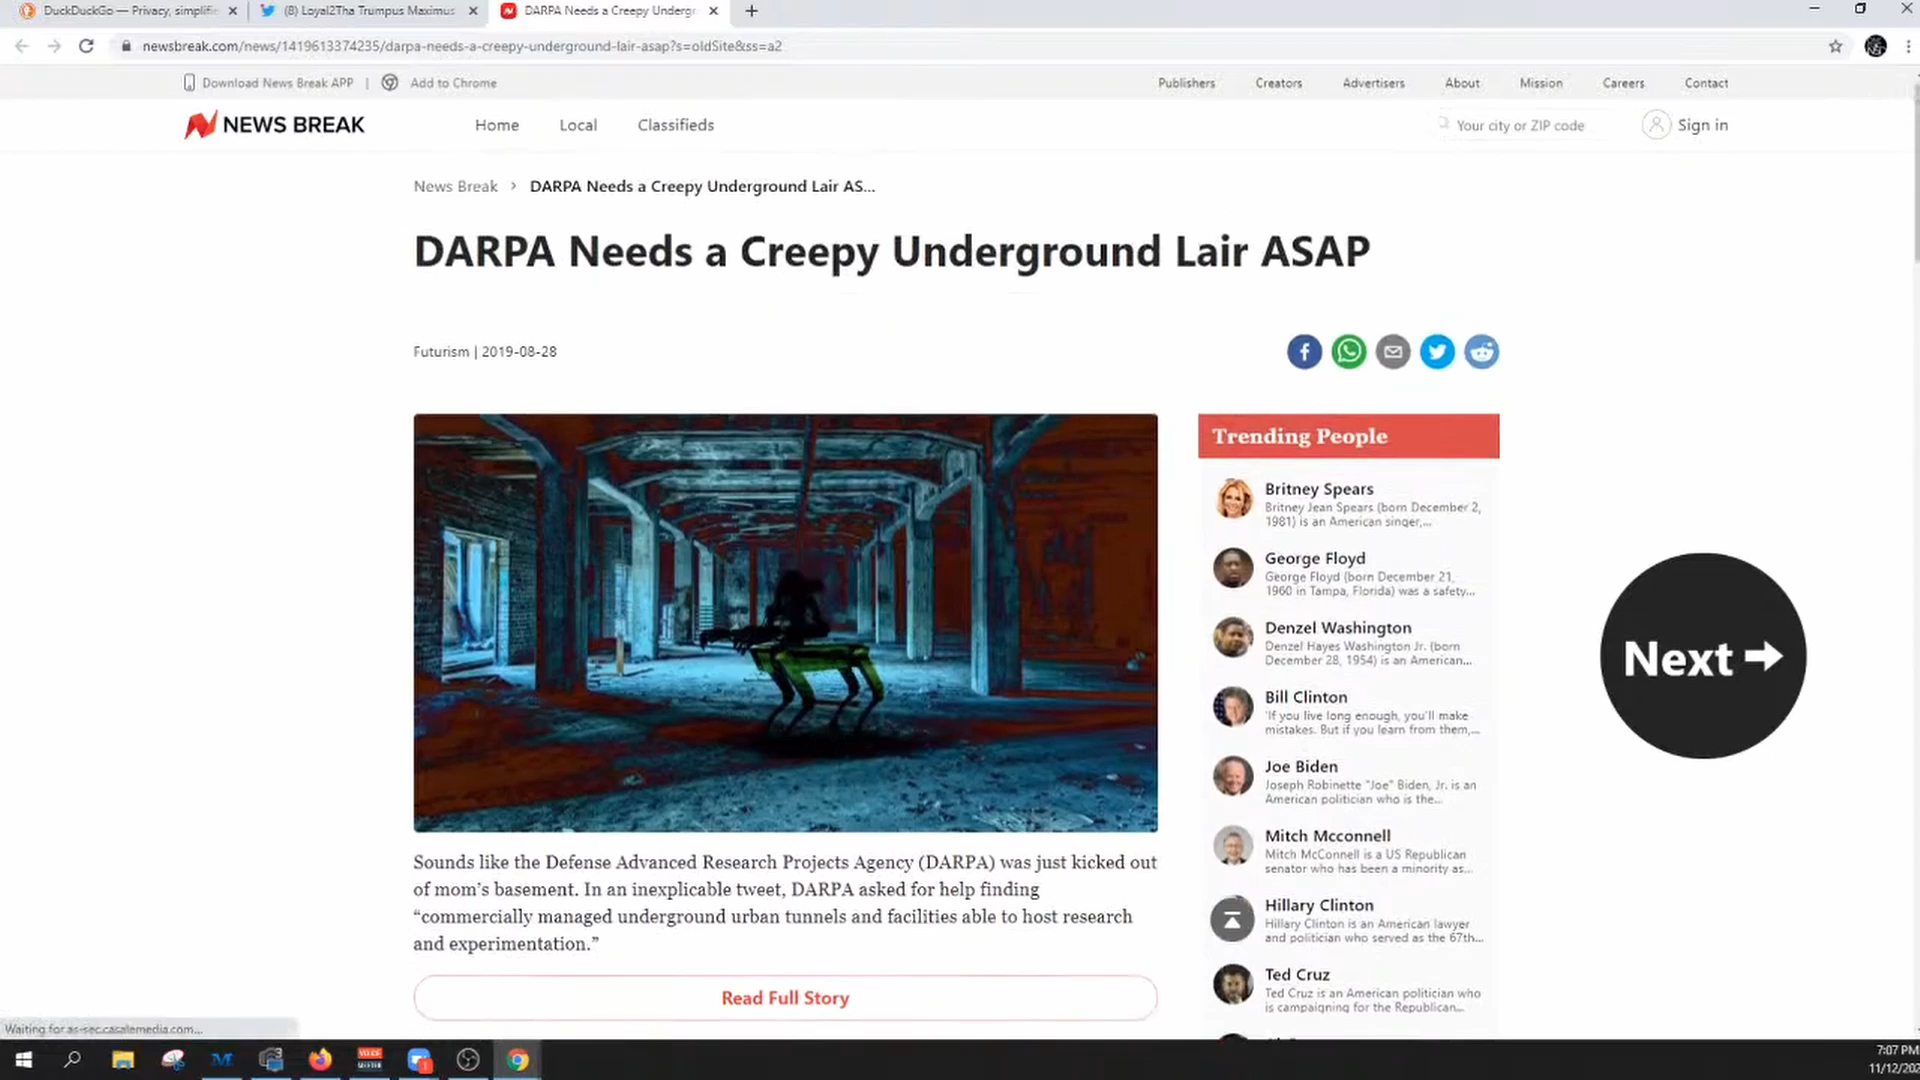 DuckDuckGo — Privacy, simplifie
(8) Loyal2Tha Trumpus Maximus
DARPA Needs a Creepy Undergr
newsbreak.com/news/1419613374235/darpa-needs-a-creepy-underground-lair-asap?s=oldSite&ss=a2
Download News Break APP | Add to Chrome
Publishers Creators Advertisers About Mission Careers Contact
NEWS BREAK Home Local Classifieds Your city or ZIP code Sign in
News Break > DARPA Needs a Creepy Underground Lair AS...
DARPA Needs a Creepy Underground Lair ASAP
Futurism | 2019-08-28
Sounds like the Defense Advanced Research Projects Agency (DARPA) was just kicked out
of mom's basement. In an inexplicable tweet, DARPA asked for help finding
“commercially managed underground urban tunnels and facilities able to host research
and experimentation.”
Read Full Story
Trending People
Britney Spears
Britney Jean Spears (born December 2,
1981) is an American singer,...
George Floyd
George Floyd (born December 21,
1960 in Tampa, Florida) was a safety...
Denzel Washington
Denzel Hayes Washington Jr. (born
December 28, 1954) is an American...
Bill Clinton
'If you live long enough, you'll make
mistakes. But if you learn from them,...
Joe Biden
Joseph Robinette "Joe" Biden, Jr. is an
American politician who is the...
Mitch Mcconnell
Mitch McConnell is a US Republican
senator who has been a minority as...
Hillary Clinton
Hillary Clinton is an American lawyer
and politician who served as the 67th...
Ted Cruz
Ted Cruz is an American politician who
is campaigning for the Republican...
Next
Waiting for as-sec.casalemedia.com...
7:07 PM
11/12/202